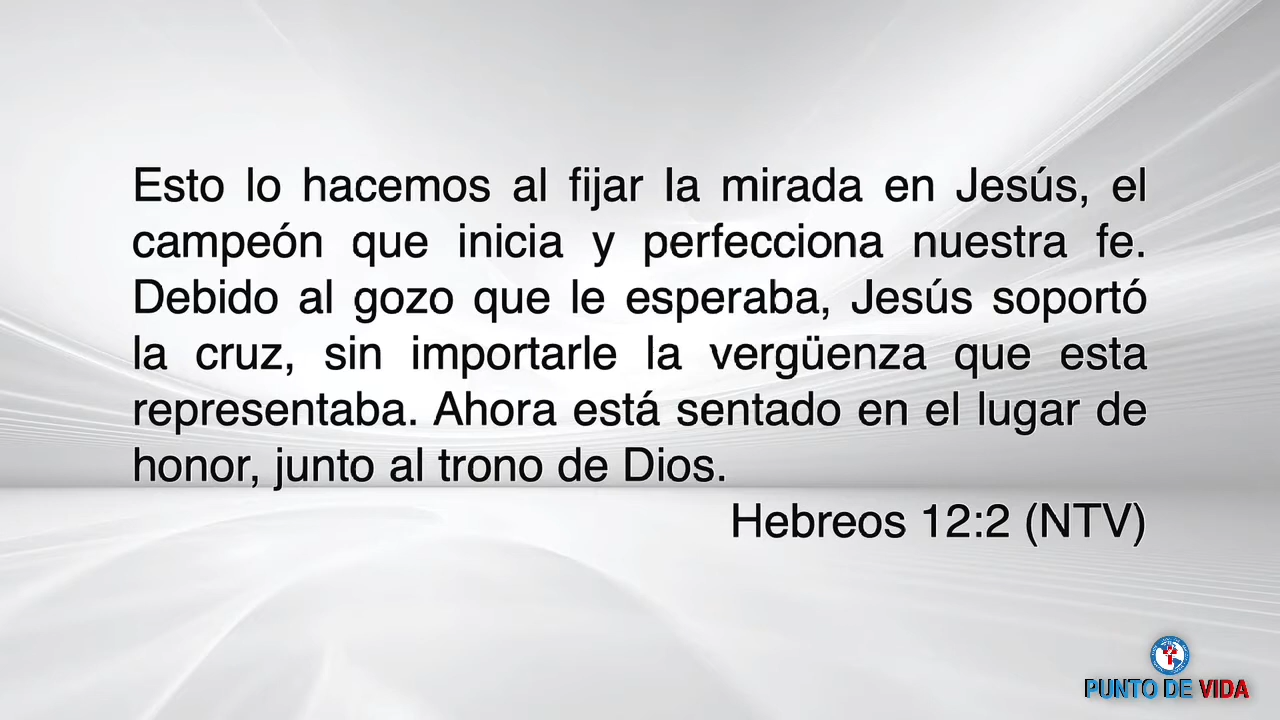 Esto lo hacemos al fijar la mirada en Jesús, el
campeón que inicia y perfecciona nuestra fe.
Debido al gozo que le esperaba, Jesús soportó
la cruz, sin importarle la vergüenza que esta
representaba. Ahora está sentado en el lugar de
honor, junto al trono de Dios.
Hebreos 12:2 (NTV)
PUNTO DE VIDA